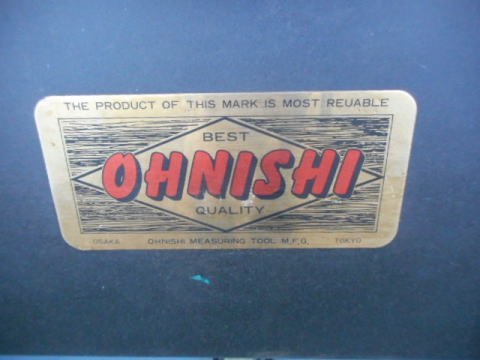 THE PRODUCT OF THIS MARK IS MOST REUABLE
BEST
OHNISHI
QUALITY
OSAKA OHNISHI MEASURING TOOL M.F.G. TOKYO